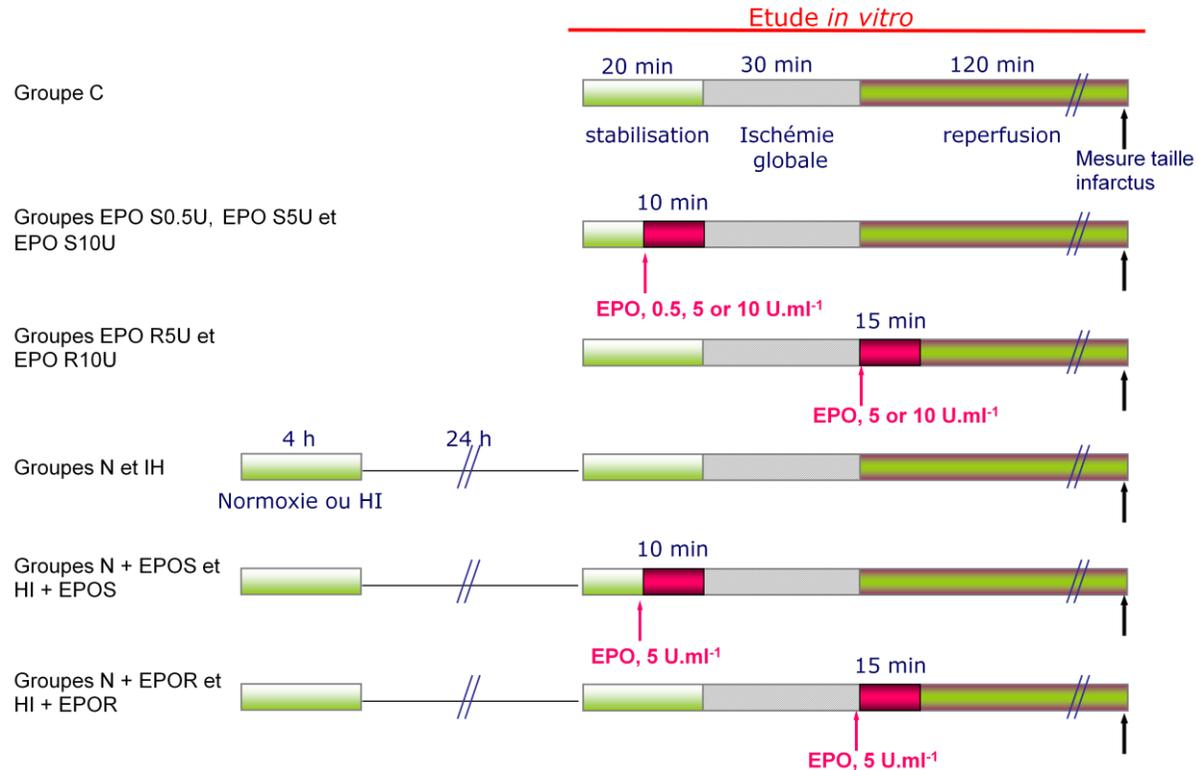 Etude in vitro
Groupe C
20 min
30 min
120 min
stabilisation
Ischémie
globale
reperfusion
Mesure taille
infarctus
Groupes EPO S0.5U, EPO S5U et
EPO S10U
10 min
EPO, 0.5, 5 or 10 U.ml-1
Groupes EPO R5U et
EPO R10U
15 min
EPO, 5 or 10 U.ml-1
Groupes N et IH
4 h
24 h
Normoxie ou HI
Groupes N + EPOS et
HI + EPOS
10 min
EPO, 5 U.ml-1
Groupes N + EPOR et
HI + EPOR
15 min
EPO, 5 U.ml-1